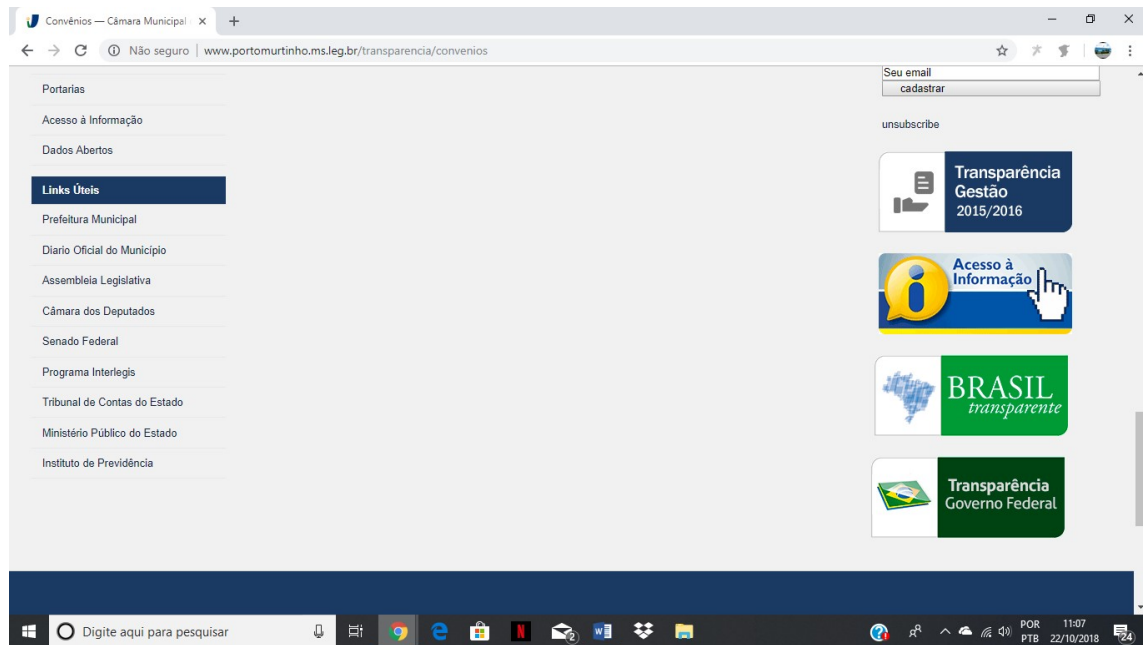 Convênios — Câmara Municipal
Não seguro | www.portomurtinho.ms.leg.br/transparencia/convenios
Portarias
Acesso à Informação
Dados Abertos
Links Úteis
Prefeitura Municipal
Diario Oficial do Município
Assembleia Legislativa
Câmara dos Deputados
Senado Federal
Programa Interlegis
Tribunal de Contas do Estado
Ministério Público do Estado
Instituto de Previdência
Seu email
cadastrar
unsubscribe
Transparência
Gestão
2015/2016
Acesso à
Informação
BRASIL
transparente
Transparência
Governo Federal
Digite aqui para pesquisar
POR
PTB
11:07
22/10/2018
24